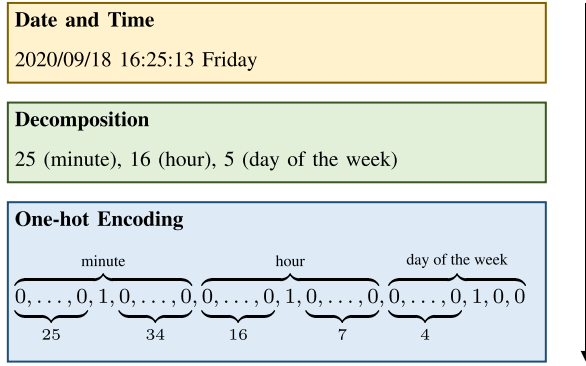 Date and Time
2020/09/18 16:25:13 Friday
Decomposition
25 (minute), 16 (hour), 5 (day of the week)
One-hot Encoding
minute hour day of the week
0, . . . , 0, 1, 0, . . . , 0, 0, . . . , 0, 1, 0, . . . , 0, 0, . . . , 0, 1, 0, 0
25 34 16 7 4